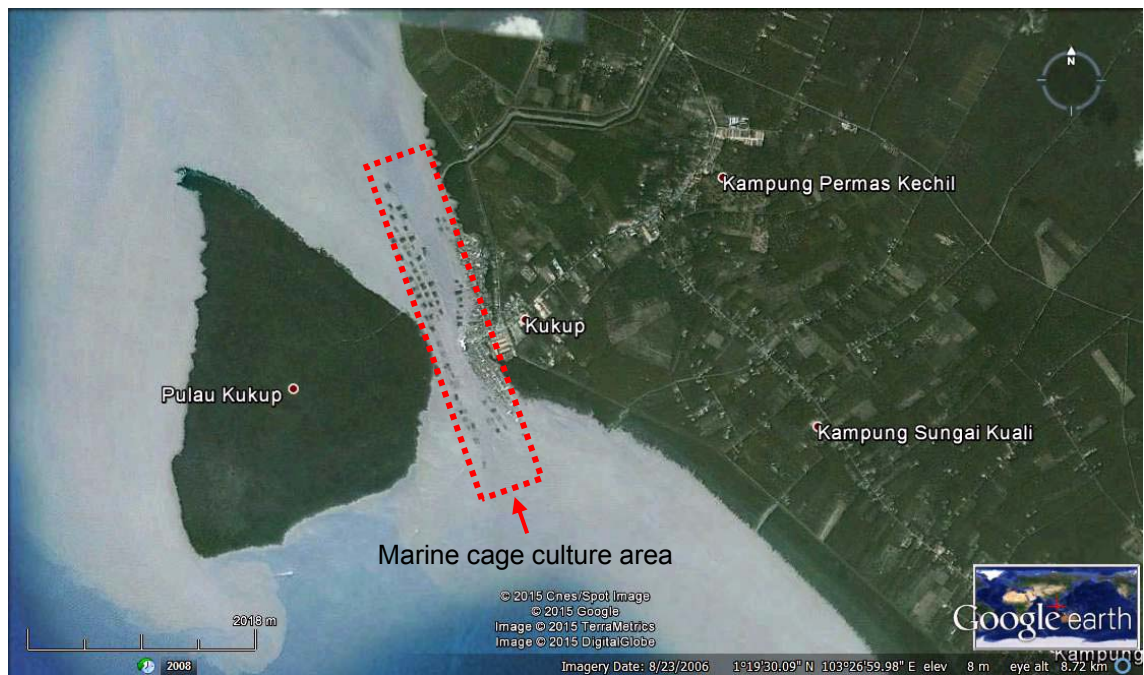 N
Kampung Permas Kechil
Kukup
Pulau Kukup
Kampung Sungai Kuali
Marine cage culture area
© 2015 Cnes/Spot Image
© 2015 Google
Image © 2015 TerraMetrics
Image © 2015 DigitalGlobe
2018 m
Google earth
Kampung
2008
Imagery Date: 8/23/2006 1°19'30.09" N 103°26'59.98" E elev 8 m eye alt 8.72 km